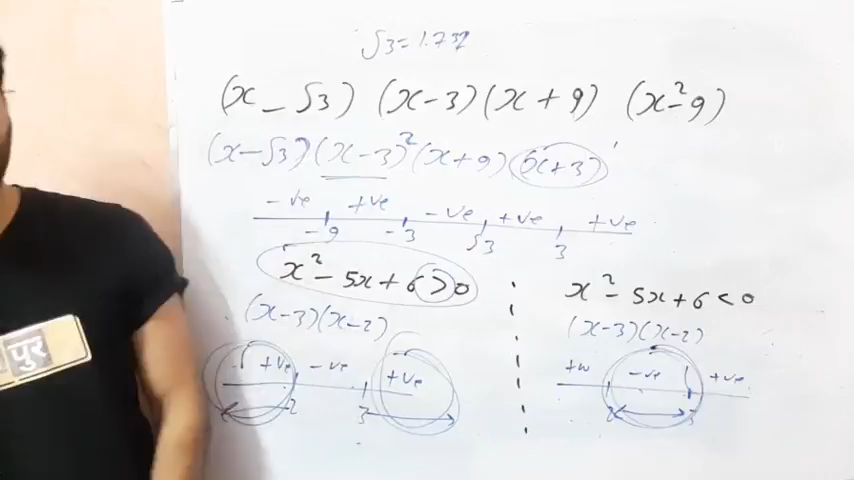 √3 = 1.732
(x - √3) (x-3) (x + 9) (x²-9)
(x-√3) (x-3)² (x+9) (x+3)'
-ve +ve -ve +ve +ve
-9 -3 √3 3
x² - 5x + 6 > 0
(x-3)(x-2)
+ve -ve +ve
2 3
x² - 5x + 6 < 0
(x-3)(x-2)
+ve -ve +ve
2 3
पुर